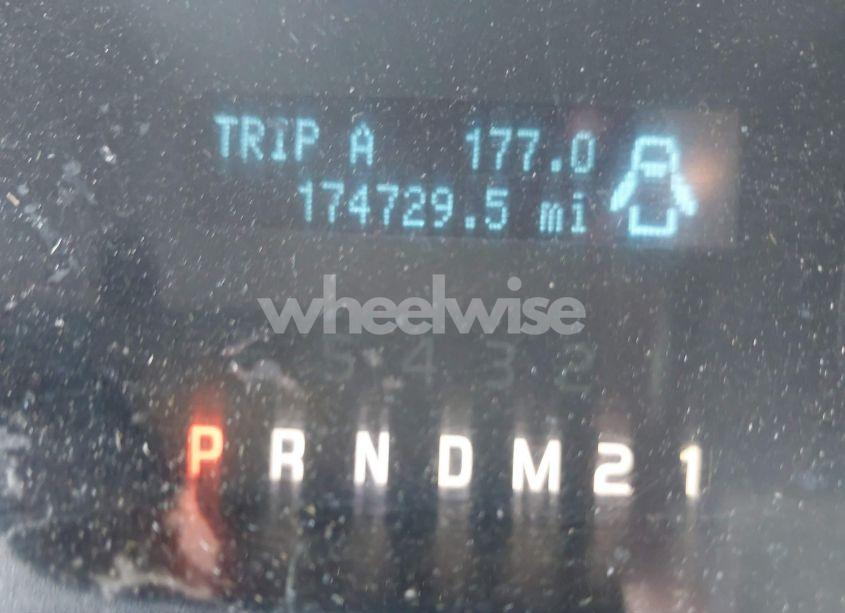 TRIP A 177.0
174729.5 mi
wheelwise
5 4 3 2
P R N D M 2 1